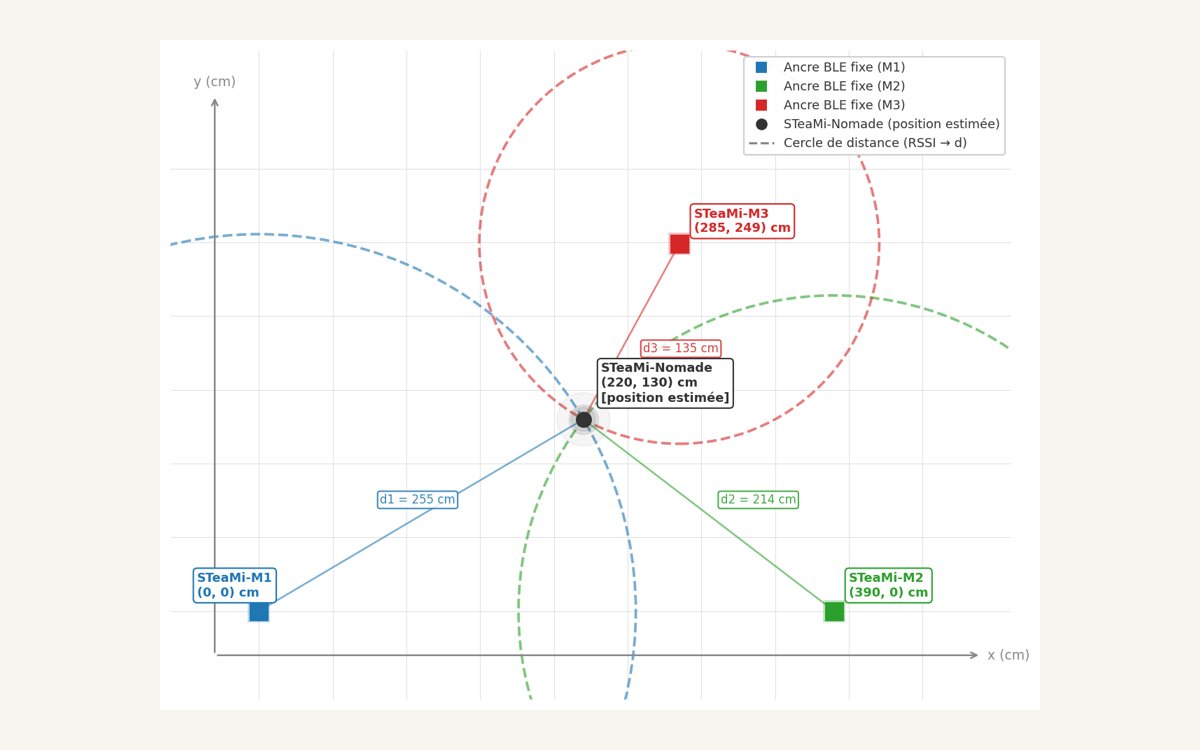 y (cm)
Ancre BLE fixe (M1)
Ancre BLE fixe (M2)
Ancre BLE fixe (M3)
STeaMi-Nomade (position estimée)
Cercle de distance (RSSI → d)
STeaMi-M3
(285, 249) cm
d3 = 135 cm
STeaMi-Nomade
(220, 130) cm
[position estimée]
d1 = 255 cm
d2 = 214 cm
STeaMi-M1
(0, 0) cm
STeaMi-M2
(390, 0) cm
x (cm)